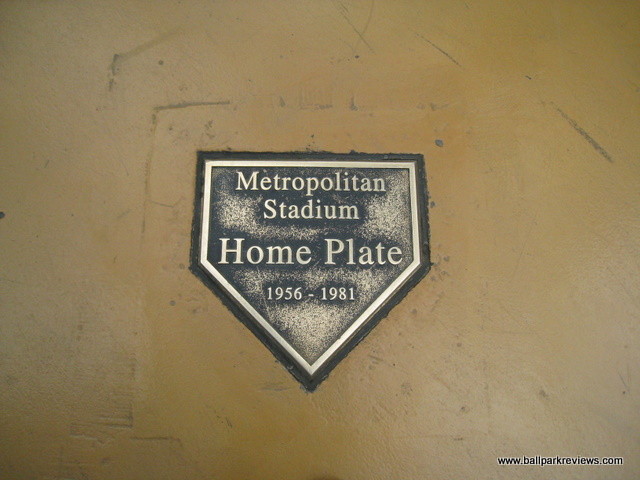 Metropolitan
Stadium
Home Plate
1956 - 1981
www.ballparkreviews.com